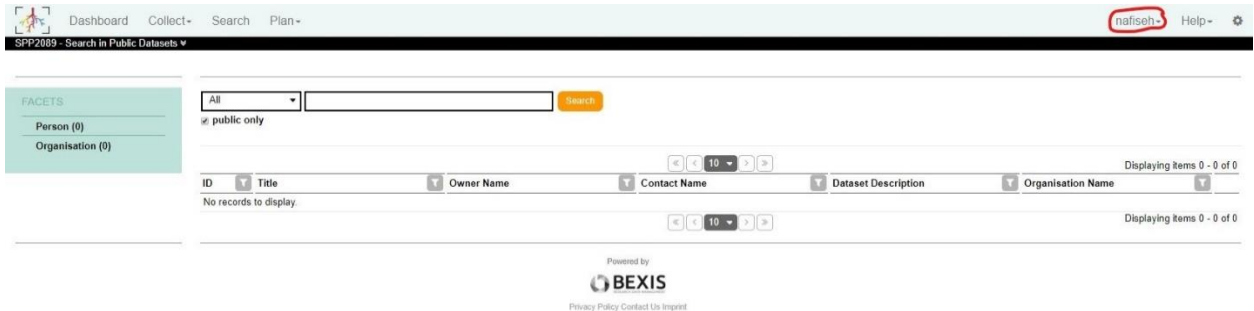 Dashboard Collect Search Plan nafiseh Help
SPP2089 - Search in Public Datasets
FACETS
Person (0)
Organisation (0)
All Search
public only
10 Displaying items 0 - 0 of 0
ID Title Owner Name Contact Name Dataset Description Organisation Name
No records to display.
10 Displaying items 0 - 0 of 0
Powered by
BEXIS
Privacy Policy Contact Us Imprint